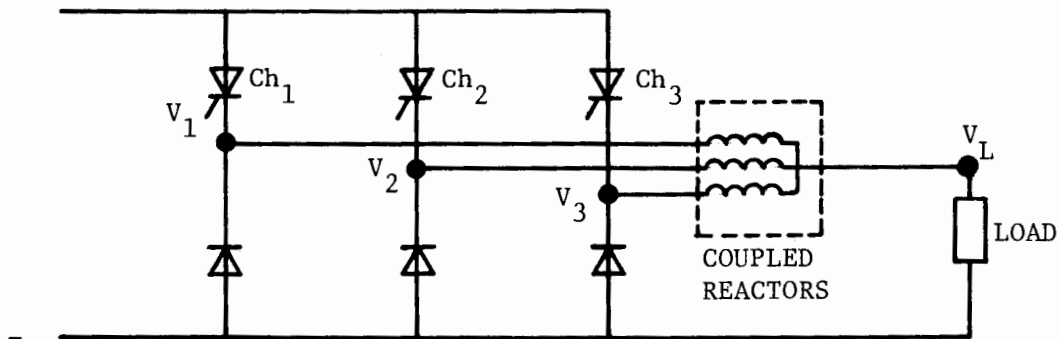 Ch1
Ch2
Ch3
V1
V2
V3
VL
LOAD
COUPLED
REACTORS